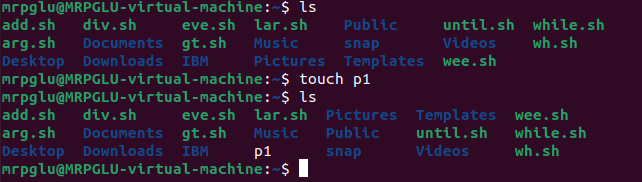 mrpglu@MRPGLU-virtual-machine:~$ ls
add.sh div.sh eve.sh lar.sh Public until.sh while.sh
arg.sh Documents gt.sh Music snap Videos wh.sh
Desktop Downloads IBM Pictures Templates wee.sh
mrpglu@MRPGLU-virtual-machine:~$ touch p1
mrpglu@MRPGLU-virtual-machine:~$ ls
add.sh div.sh eve.sh lar.sh Pictures Templates wee.sh
arg.sh Documents gt.sh Music Public until.sh while.sh
Desktop Downloads IBM p1 snap Videos wh.sh
mrpglu@MRPGLU-virtual-machine:~$